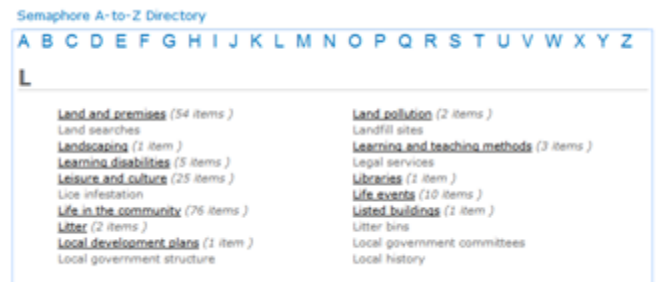 Semaphore A-to-Z Directory
A B C D E F G H I J K L M N O P Q R S T U V W X Y Z
L
Land and premises (54 items ) Land pollution (2 items )
Land searches Landfill sites
Landscaping (1 item ) Learning and teaching methods (3 items )
Learning disabilities (5 items ) Legal services
Leisure and culture (25 items ) Libraries (1 item )
Lice infestation Life events (10 items )
Life in the community (76 items ) Listed buildings (1 item )
Litter (2 items ) Litter bins
Local development plans (1 item ) Local government committees
Local government structure Local history